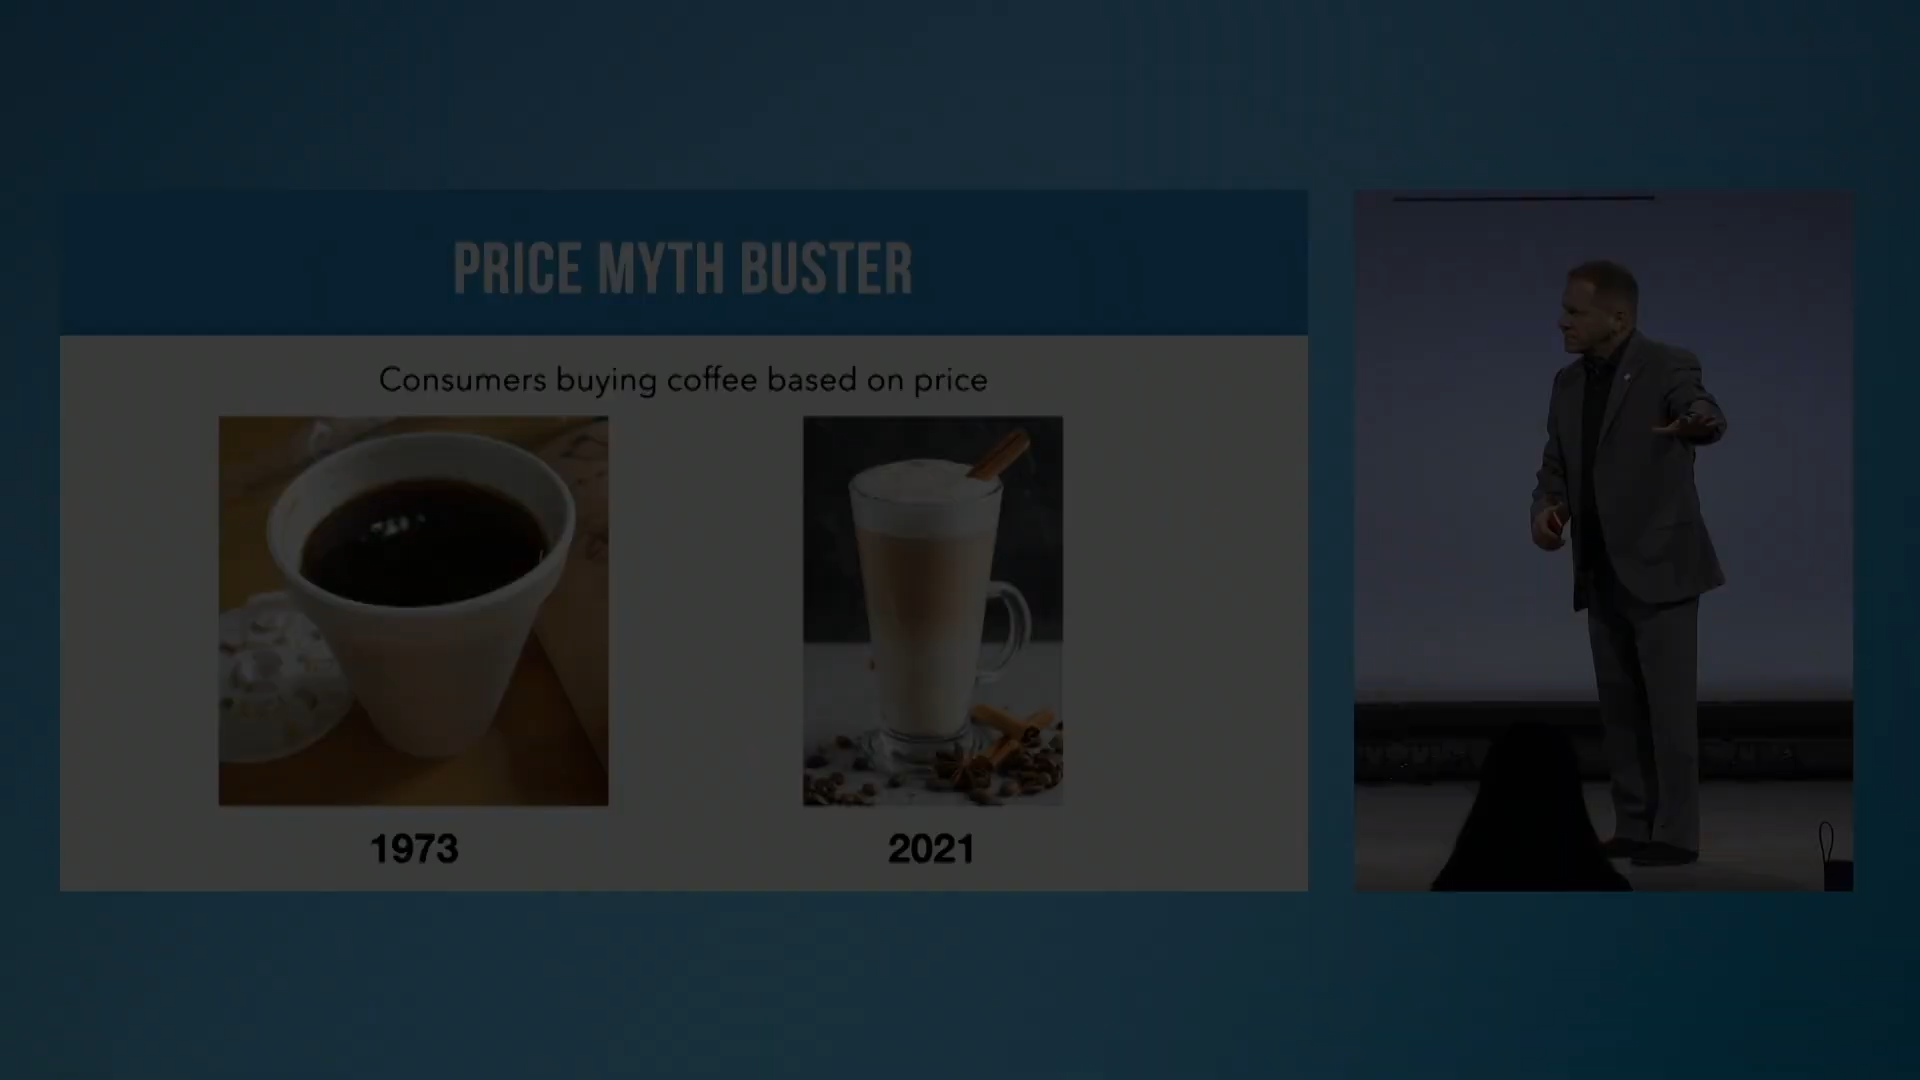 PRICE MYTH BUSTER
Consumers buying coffee based on price
1973
2021